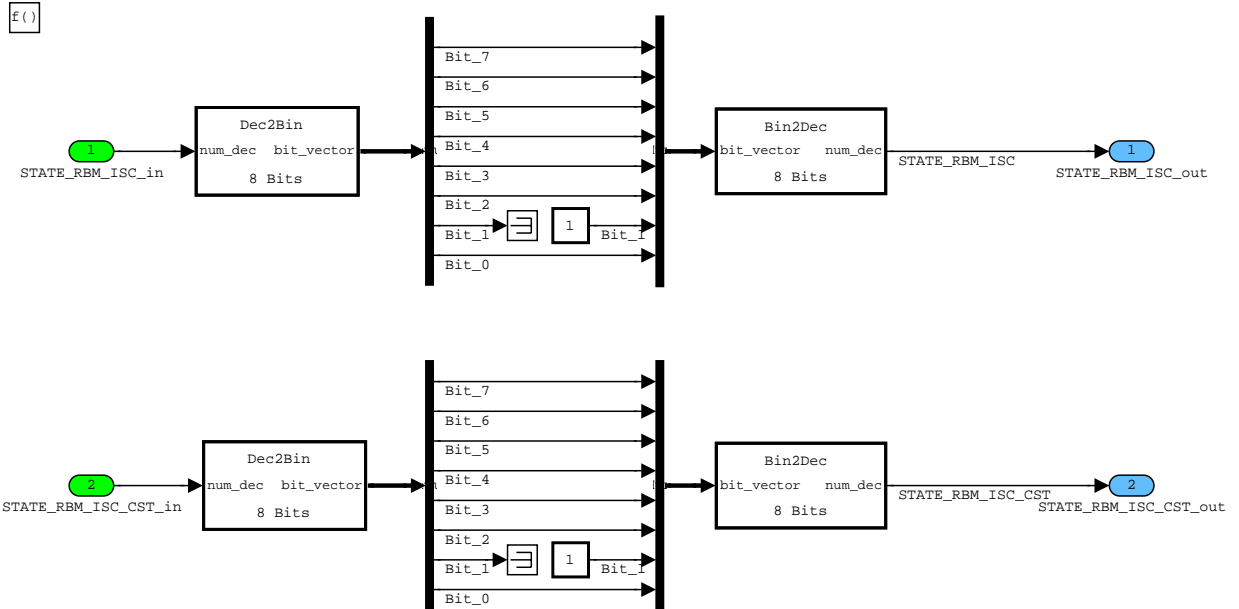 f()
Bit_7
Bit_6
Bit_5
Bit_4
Bit_3
Bit_2
Bit_1
Bit_0
1
STATE_RBM_ISC_in
Dec2Bin
num_dec bit_vector
8 Bits
1
Bit_1
Bin2Dec
bit_vector num_dec
8 Bits
STATE_RBM_ISC
1
STATE_RBM_ISC_out
Bit_7
Bit_6
Bit_5
Bit_4
Bit_3
Bit_2
Bit_1
Bit_0
2
STATE_RBM_ISC_CST_in
Dec2Bin
num_dec bit_vector
8 Bits
1
Bit_1
Bin2Dec
bit_vector num_dec
8 Bits
STATE_RBM_ISC_CST
2
STATE_RBM_ISC_CST_out